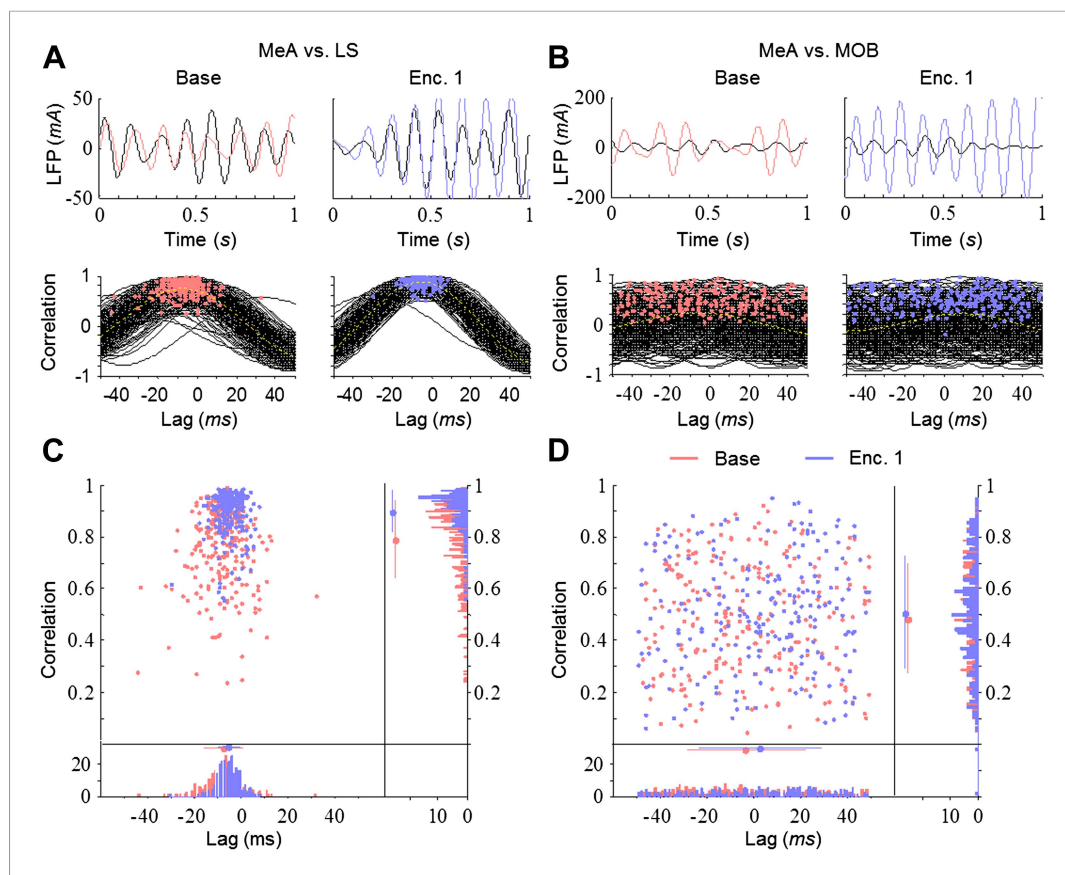 A
MeA vs. LS
Base
Enc. 1
LFP (mA)
50
0
-50
0
0.5
1
0
0.5
1
Time (s)
Time (s)
Correlation
1
0
-1
-40 -20 0 20 40
-40 -20 0 20 40
Lag (ms)
Lag (ms)
B
MeA vs. MOB
Base
Enc. 1
LFP (mA)
200
0
-200
0
0.5
1
0
0.5
1
Time (s)
Time (s)
Correlation
1
0
-1
-40 -20 0 20 40
-40 -20 0 20 40
Lag (ms)
Lag (ms)
C
Correlation
1
0.8
0.6
0.4
0.2
1
0.8
0.6
0.4
0.2
20
0
-40 -20 0 20 40
10 0
Lag (ms)
D
Base
Enc. 1
Correlation
1
0.8
0.6
0.4
0.2
1
0.8
0.6
0.4
0.2
20
0
-40 -20 0 20 40
10 0
Lag (ms)